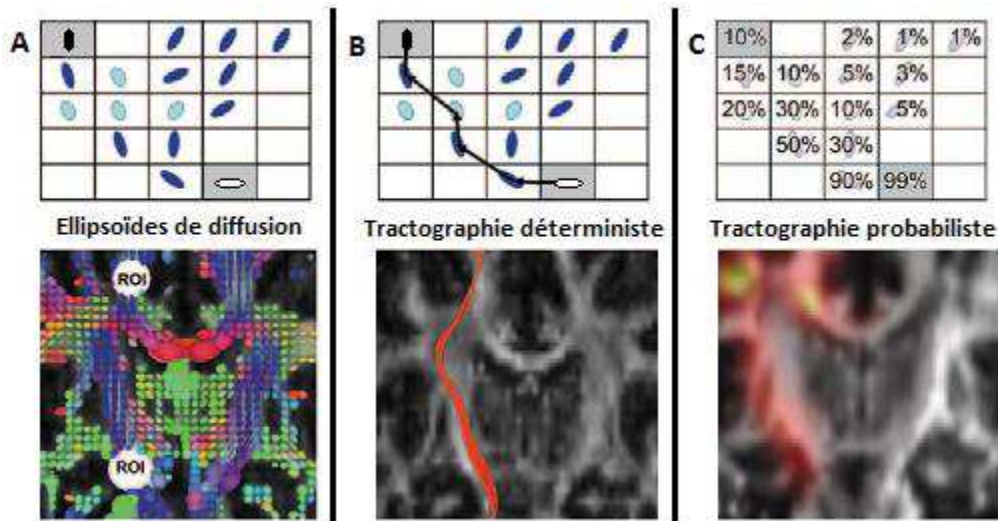 A
B
C
10% 2% 1% 1%
15% 10% 5% 3%
20% 30% 10% 5%
50% 30%
90% 99%
Ellipsoïdes de diffusion
Tractographie déterministe
Tractographie probabiliste
ROI
ROI